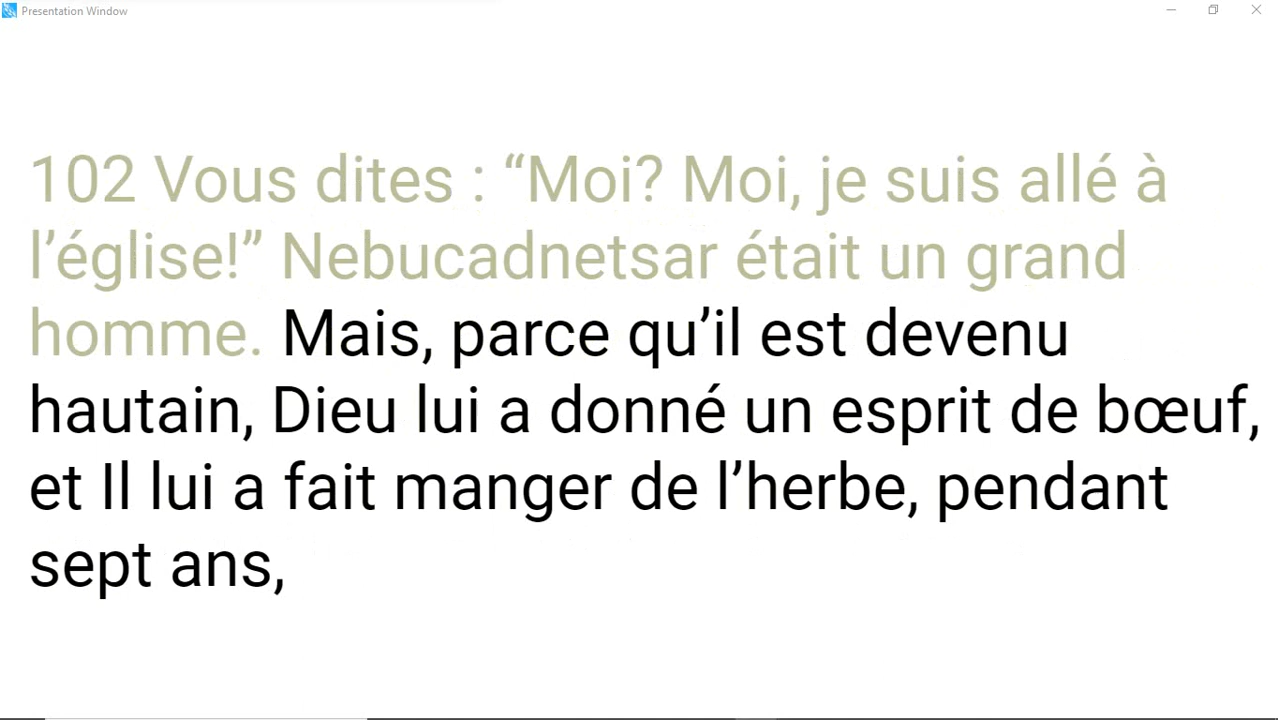 Presentation Window
102 Vous dites : “Moi? Moi, je suis allé à
l’église!” Nebucadnetsar était un grand
homme. Mais, parce qu’il est devenu
hautain, Dieu lui a donné un esprit de bœuf,
et Il lui a fait manger de l’herbe, pendant
sept ans,